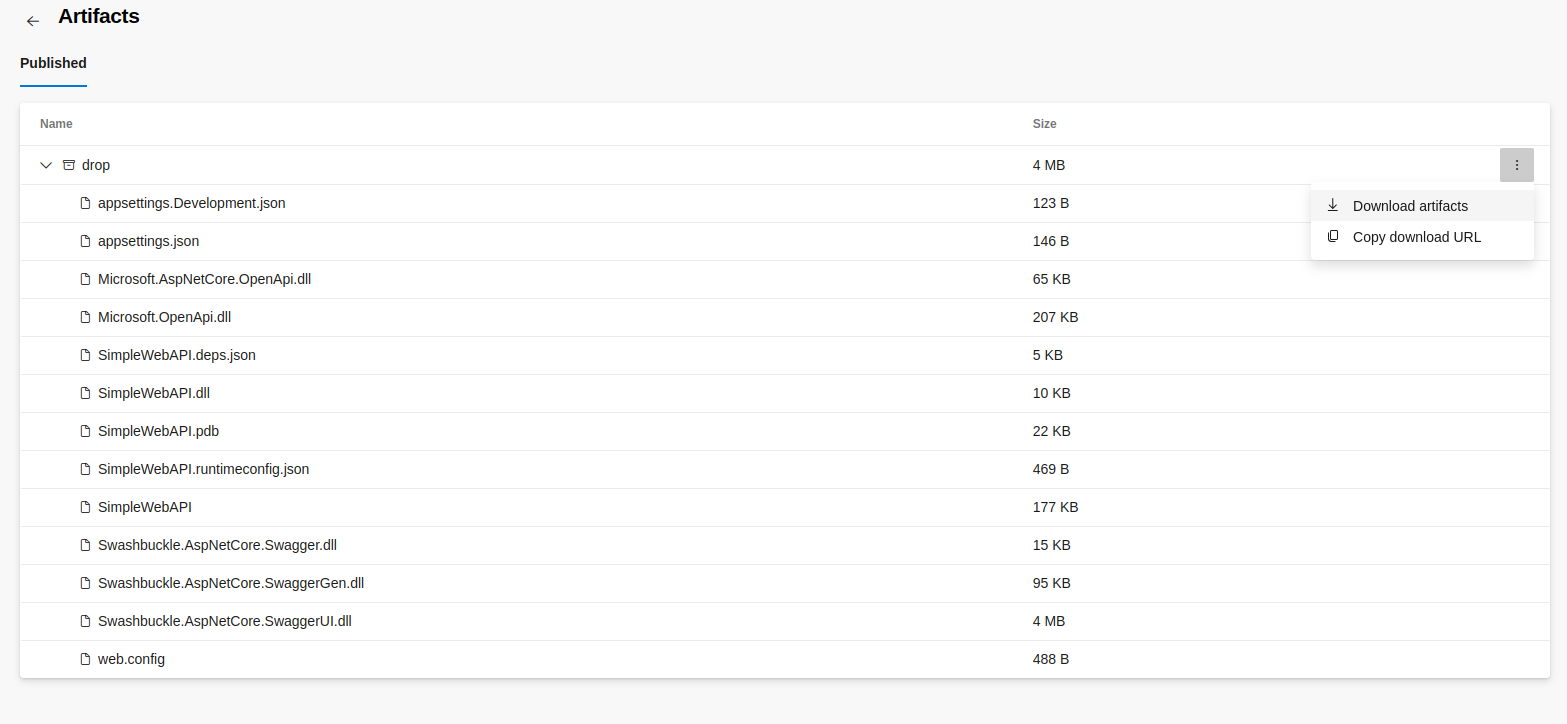 Artifacts
Published
Name Size
drop 4 MB
appsettings.Development.json 123 B
Download artifacts
appsettings.json 146 B
Copy download URL
Microsoft.AspNetCore.OpenApi.dll 65 KB
Microsoft.OpenApi.dll 207 KB
SimpleWebAPI.deps.json 5 KB
SimpleWebAPI.dll 10 KB
SimpleWebAPI.pdb 22 KB
SimpleWebAPI.runtimeconfig.json 469 B
SimpleWebAPI 177 KB
Swashbuckle.AspNetCore.Swagger.dll 15 KB
Swashbuckle.AspNetCore.SwaggerGen.dll 95 KB
Swashbuckle.AspNetCore.SwaggerUI.dll 4 MB
web.config 488 B